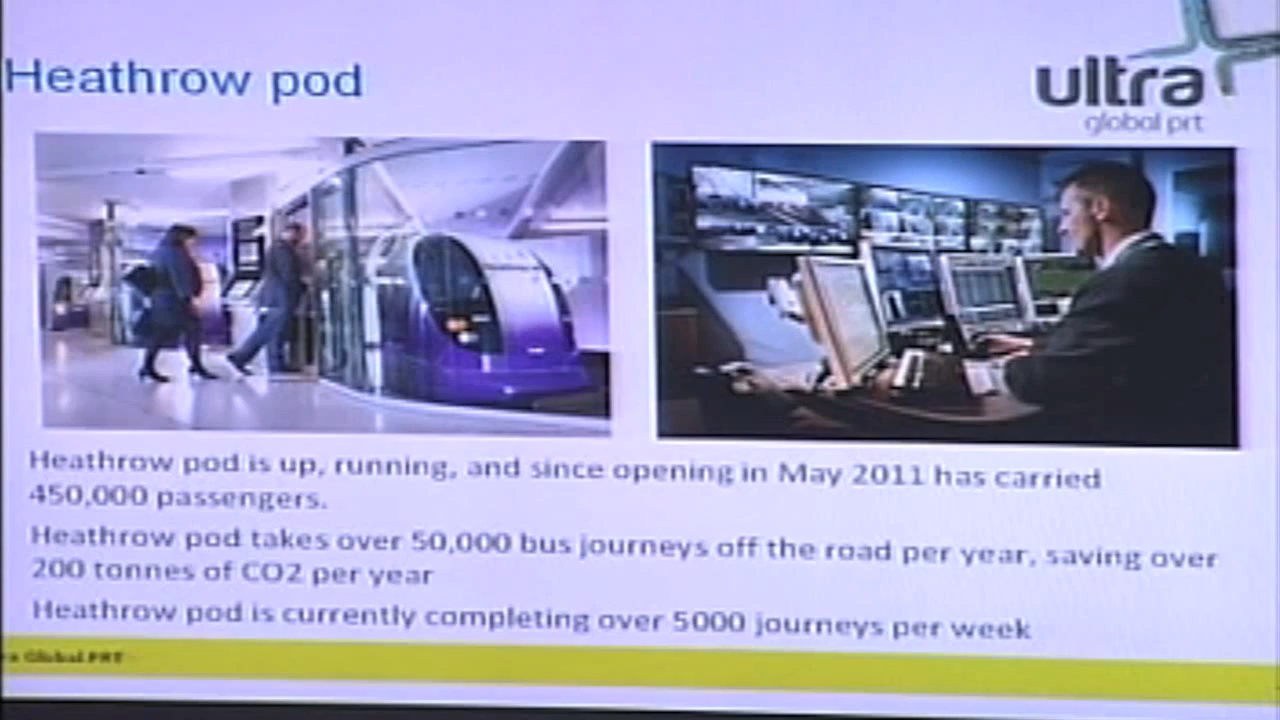 Heathrow pod
ultra
global prt
Heathrow pod is up, running, and since opening in May 2011 has carried
450,000 passengers.
Heathrow pod takes over 50,000 bus journeys off the road per year, saving over
200 tonnes of CO2 per year
Heathrow pod is currently completing over 5000 journeys per week
Global PRT